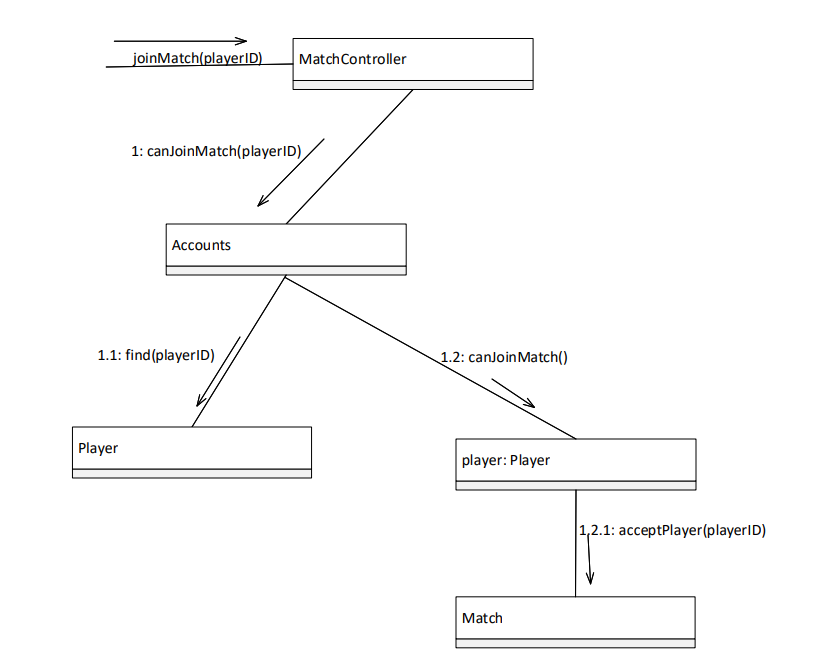 joinMatch(playerID)
MatchController
1: canJoinMatch(playerID)
Accounts
1.1: find(playerID)
1.2: canJoinMatch()
Player
player: Player
1.2.1: acceptPlayer(playerID)
Match